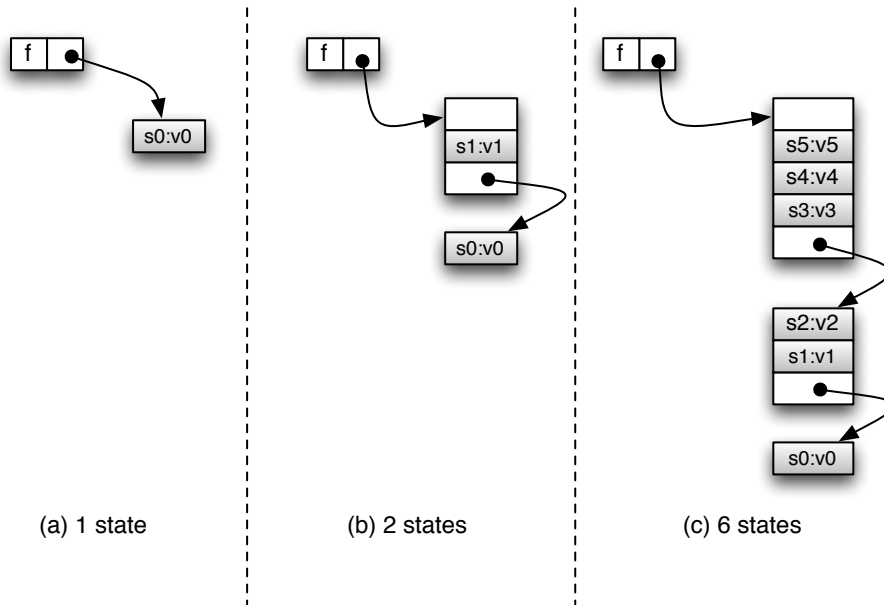 f
s0:v0
(a) 1 state
f
s1:v1
s0:v0
(b) 2 states
f
s5:v5
s4:v4
s3:v3
s2:v2
s1:v1
s0:v0
(c) 6 states